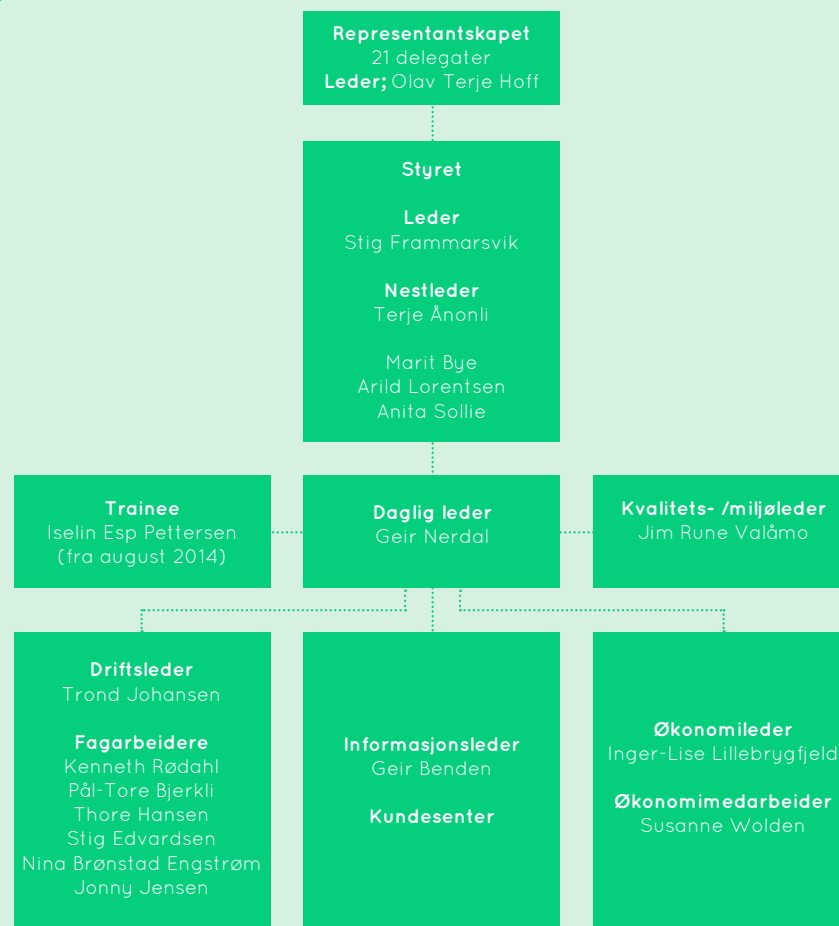 Representantskapet
21 delegater
Leder; Olav Terje Hoff
Styret
Leder
Stig Frammarsvik
Nestleder
Terje Ånonli
Marit Bye
Arild Lorentsen
Anita Sollie
Trainee
Iselin Esp Pettersen
(fra august 2014)
Daglig leder
Geir Nerdal
Kvalitets- /miljøleder
Jim Rune Valåmo
Driftsleder
Trond Johansen
Fagarbeidere
Kenneth Rødahl
Pål-Tore Bjerkli
Thore Hansen
Stig Edvardsen
Nina Brønstad Engstrøm
Jonny Jensen
Informasjonsleder
Geir Benden
Kundesenter
Økonomileder
Inger-Lise Lillebrygfjeld
Økonomimedarbeider
Susanne Wolden